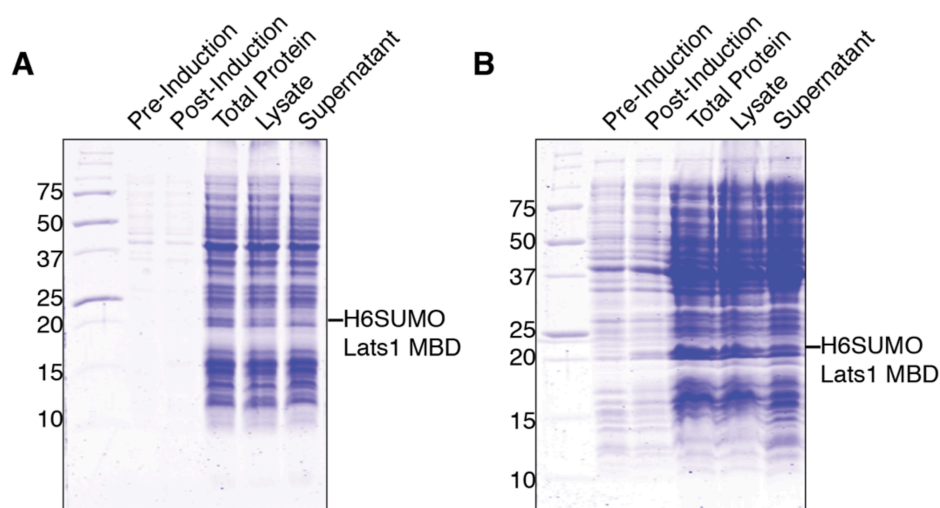 A
Pre-Induction
Post-Induction
Total Protein
Lysate
Supernatant
75
50
37
25
20
15
10
H6SUMO
Lats1 MBD
B
Pre-Induction
Post-Induction
Total Protein
Lysate
Supernatant
75
50
37
25
20
15
10
H6SUMO
Lats1 MBD